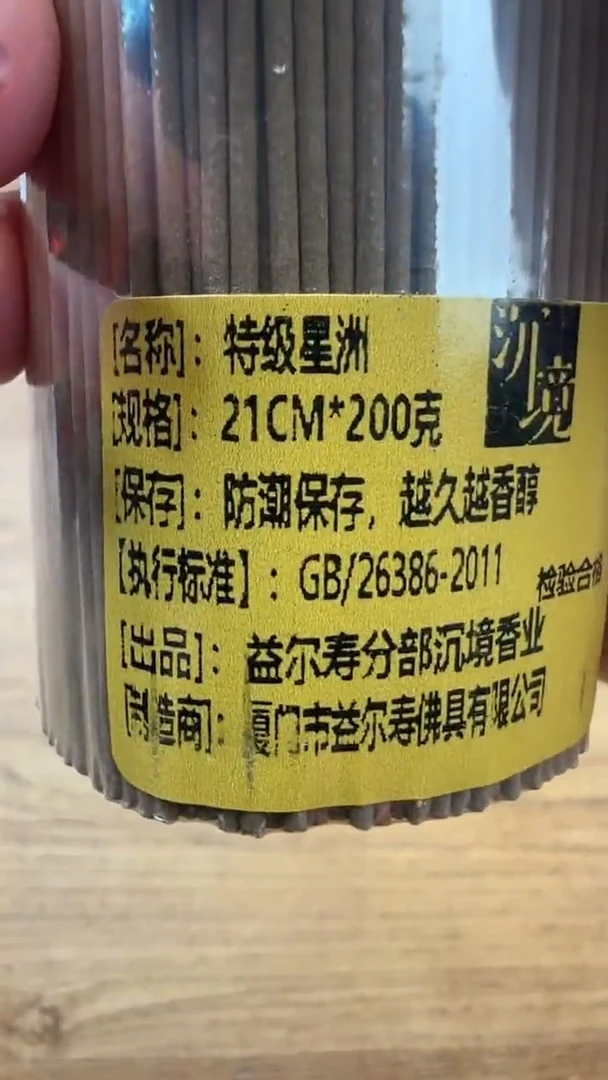 [名称]：特级星洲
[规格]：21CM*200克
[保存]：防潮保存，越久越香醇
【执行标准】：GB/26386-2011
检验合格
[出品]：益尔寿分部沉境香业
[制造商]：厦门市益尔寿佛具有限公司
沉境